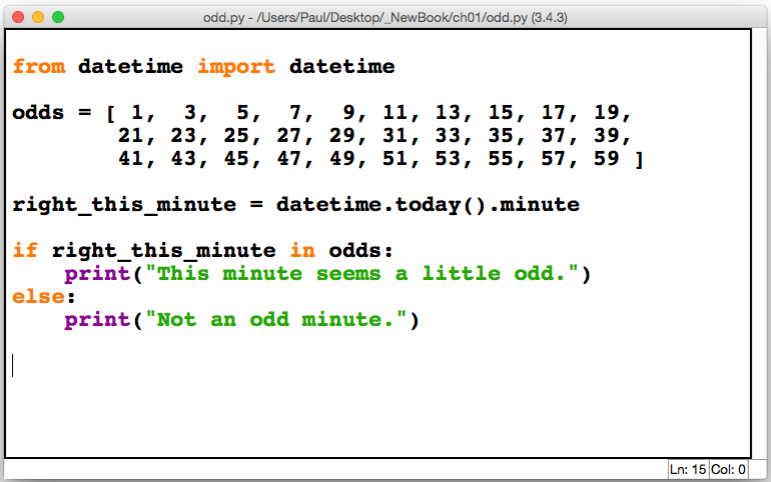 odd.py - /Users/Paul/Desktop/_NewBook/ch01/odd.py (3.4.3)
from datetime import datetime
odds = [ 1,  3,  5,  7,  9, 11, 13, 15, 17, 19,
        21, 23, 25, 27, 29, 31, 33, 35, 37, 39,
        41, 43, 45, 47, 49, 51, 53, 55, 57, 59 ]
right_this_minute = datetime.today().minute
if right_this_minute in odds:
    print("This minute seems a little odd.")
else:
    print("Not an odd minute.")
Ln: 15 Col: 0